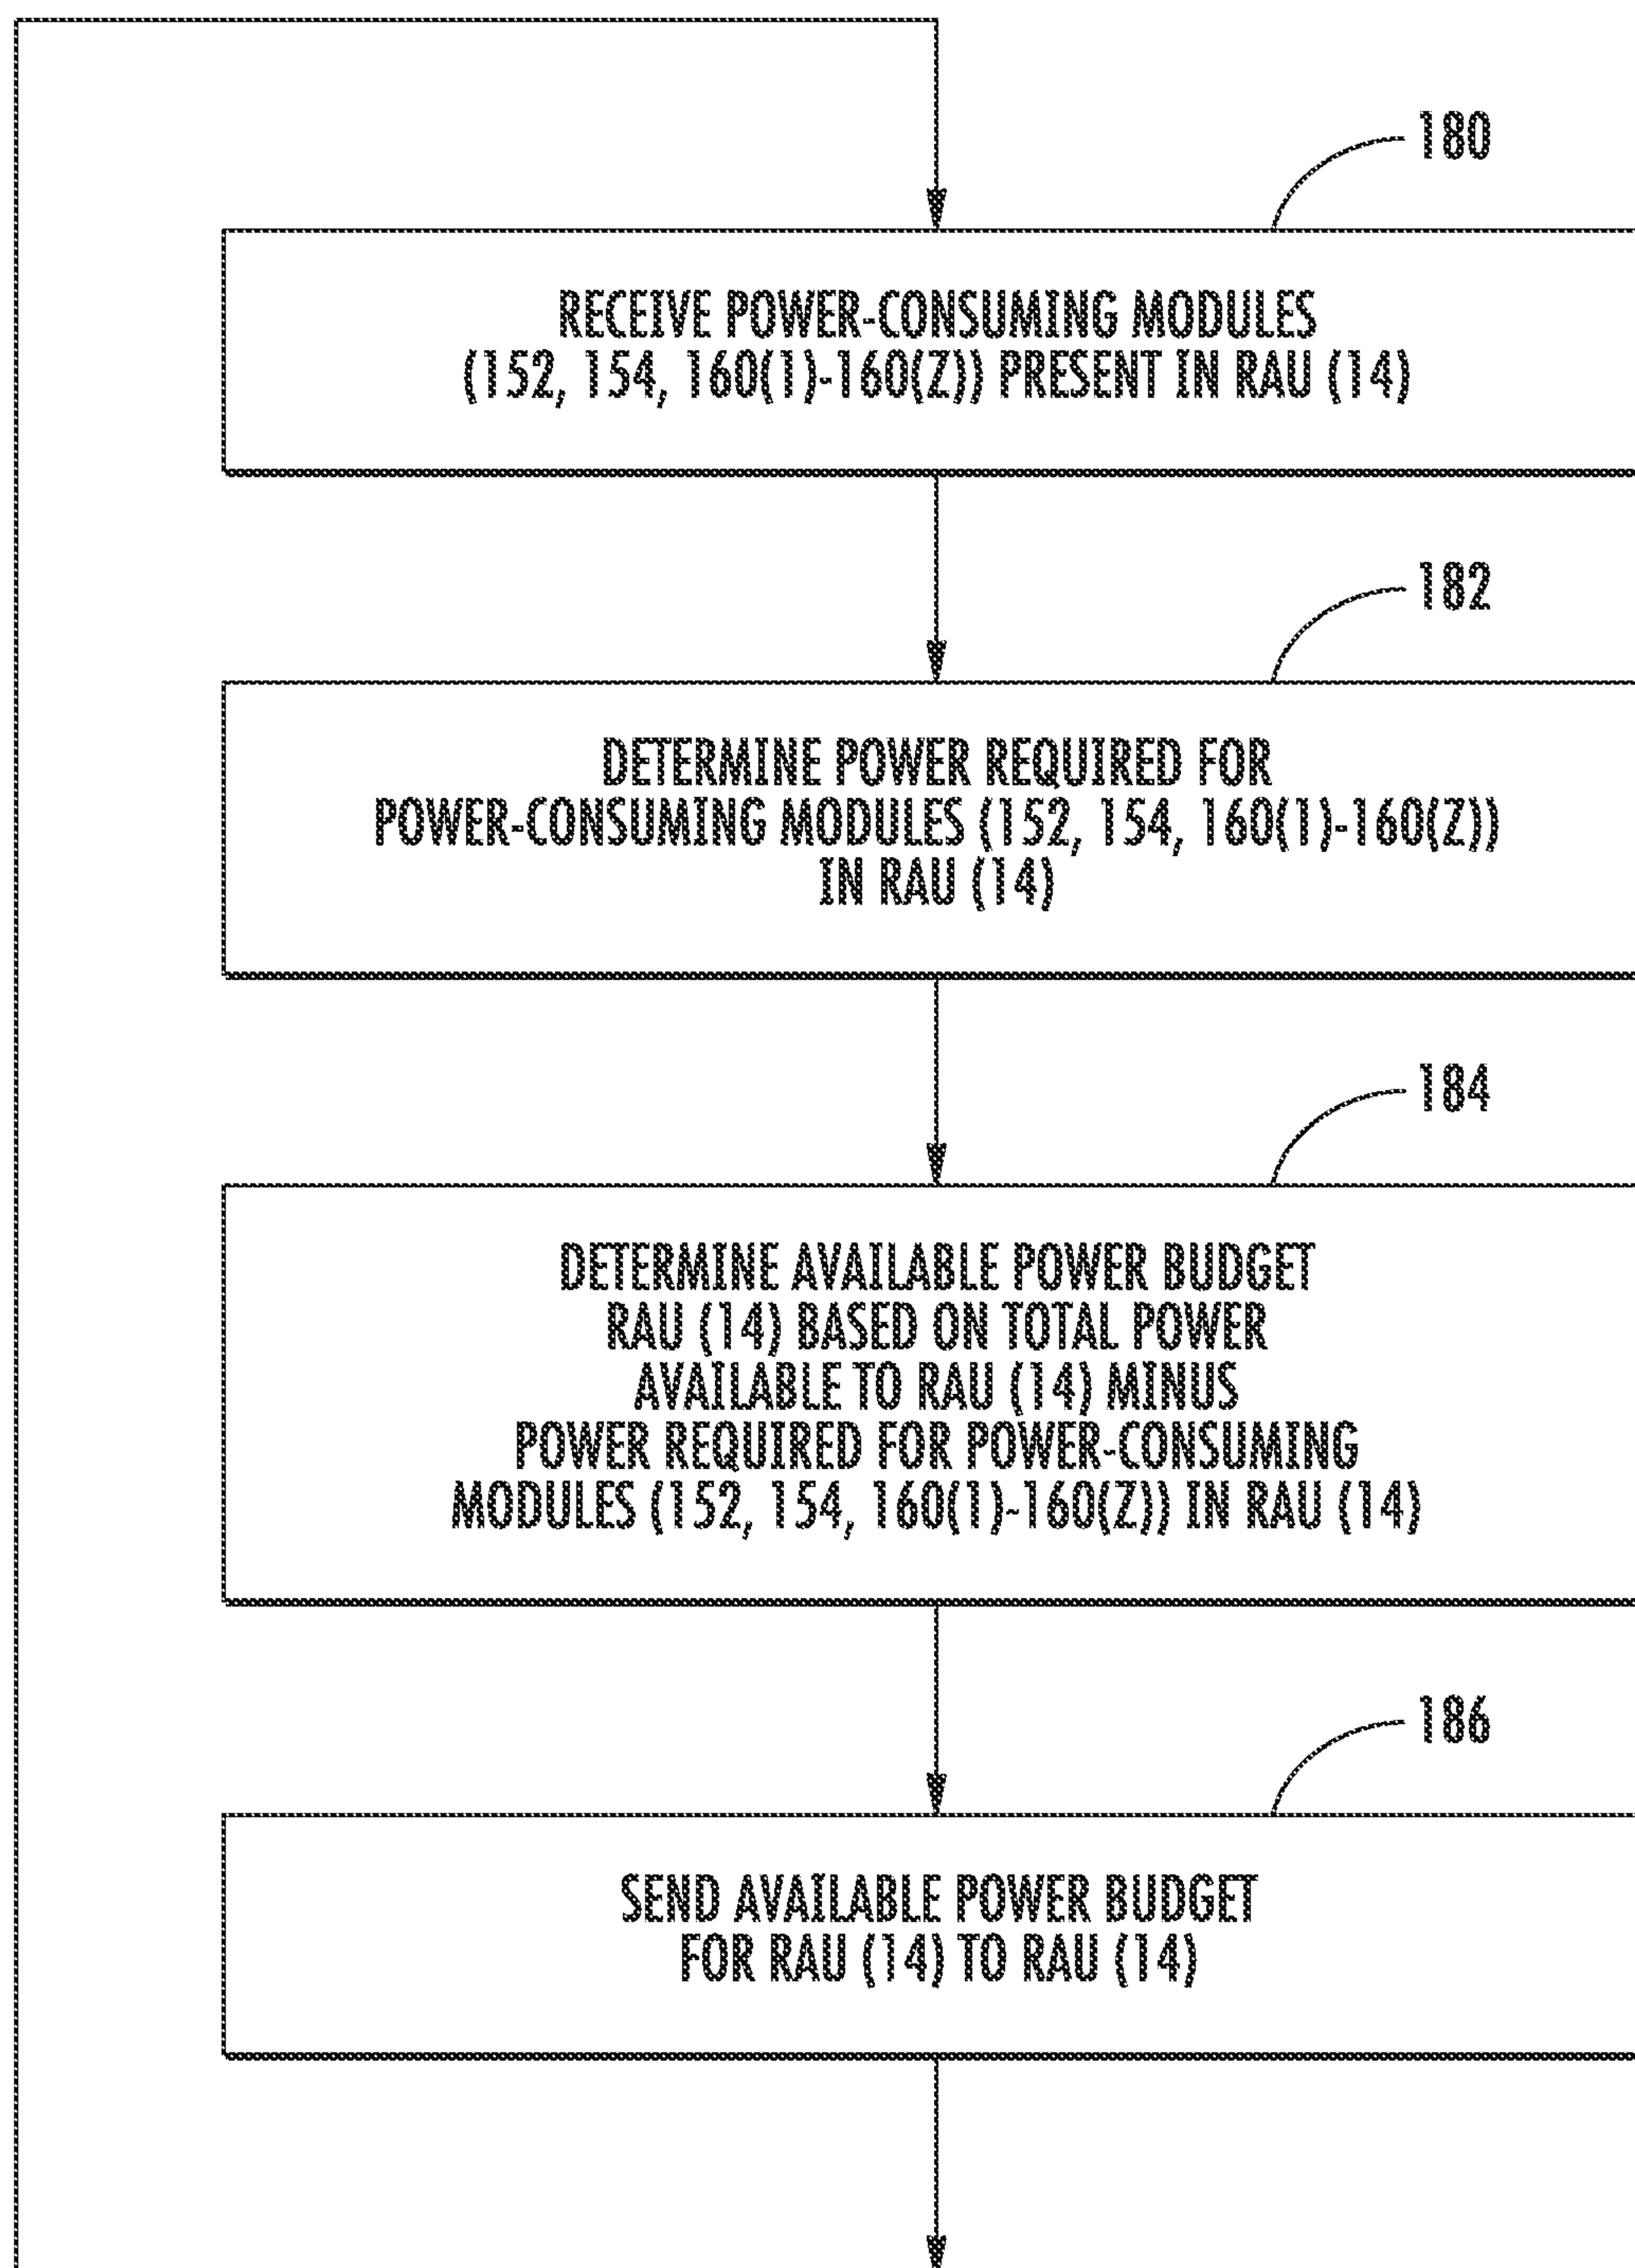 180
RECEIVE POWER-CONSUMING MODULES
(152, 154, 160(1)-160(Z)) PRESENT IN RAU (14)
182
DETERMINE POWER REQUIRED FOR
POWER-CONSUMING MODULES (152, 154, 160(1)-160(Z))
IN RAU (14)
184
DETERMINE AVAILABLE POWER BUDGET
RAU (14) BASED ON TOTAL POWER
AVAILABLE TO RAU (14) MINUS
POWER REQUIRED FOR POWER-CONSUMING
MODULES (152, 154, 160(1)-160(Z)) IN RAU (14)
186
SEND AVAILABLE POWER BUDGET
FOR RAU (14) TO RAU (14)